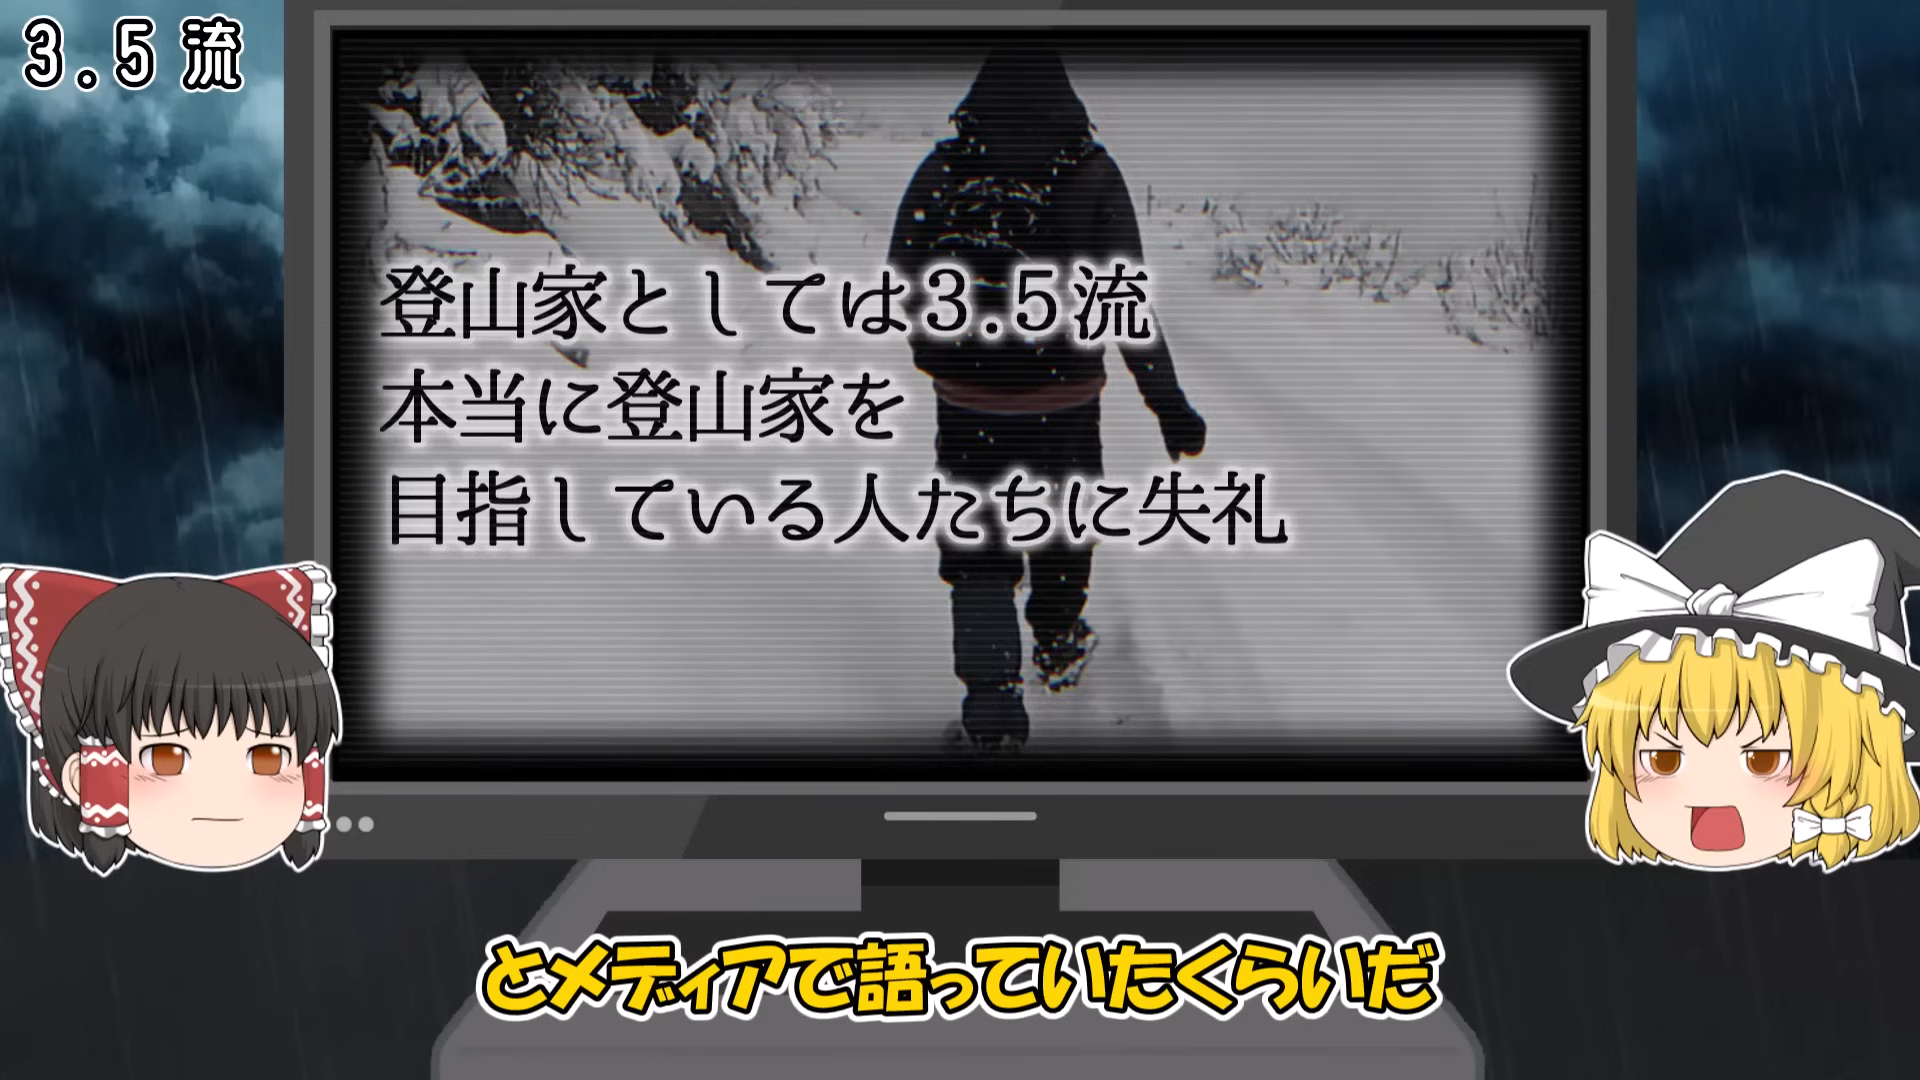 3.5流
登山家としては3.5流
本当に登山家を
目指している人たちに失礼
とメディアで語っていたくらいだ